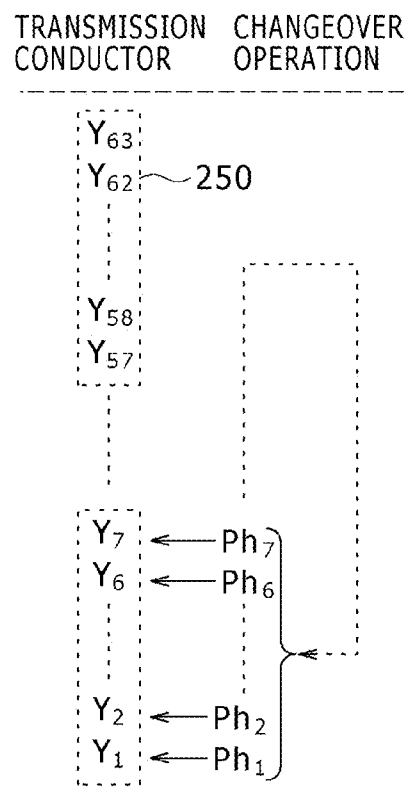 TRANSMISSION CONDUCTOR
CHANGEOVER OPERATION
Y63
Y62
250
Y58
Y57
Y7 Ph7
Y6 Ph6
Y2 Ph2
Y1 Ph1